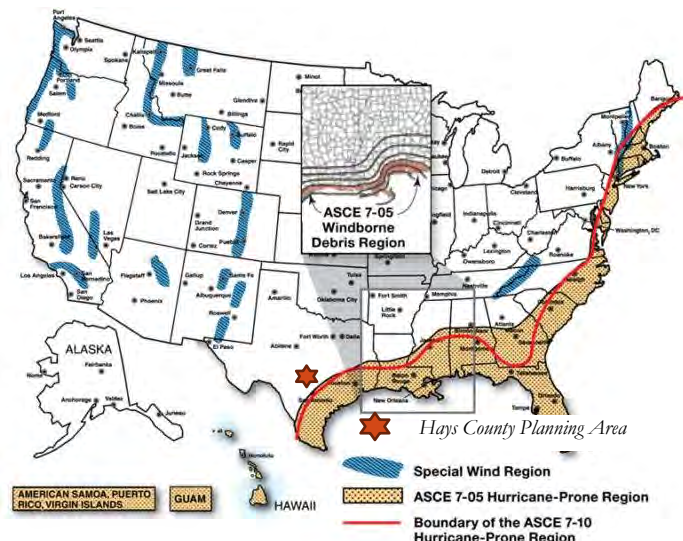 Port
Angeles
Seattle
Olympia
Spokane
Portland
Salem
Medford
Redding
Kalispell
Great Falls
Missoula
Butte
Glendive
Billings
Minot
Challis
Boise
Pocatello
Jackson
Cody
Buffalo
Casper
Rock Springs
Cheyenne
Rapid
City
Reno
Carson City
Sacramento
San
Francisco
Salt Lake City
Grand
Junction
Denver
Pueblo
Cortez
Bakersfield
Las
Vegas
Los Angeles
San
Bernardino
San
Diego
Flagstaff
Phoenix
Gallup
Santa Fe
Albuquerque
Roswell
El Paso
Amarillo
Tulsa
Oklahoma City
Fort Worth
Abilene
Fort Smith
Little
Rock
Memphis
Nashville
Springfield
Owensboro
Lexington
Charleston
Roanoke
Indianapolis
Cincinnati
Chicago
Detroit
Cleveland
Buffalo
Harrisburg
Albany
Montpelier
Bangor
Boston
New York
Washington, DC
Atlanta
New Orleans
Tampa
Orlando
ASCE 7-05
Windborne
Debris Region
ALASKA
Nome
Fairbanks
Anchorage
Valdez
Juneau
Honolulu
HAWAII
AMERICAN SAMOA, PUERTO
RICO, VIRGIN ISLANDS
GUAM
Hays County Planning Area
Special Wind Region
ASCE 7-05 Hurricane-Prone Region
Boundary of the ASCE 7-10
Hurricane-Prone Region